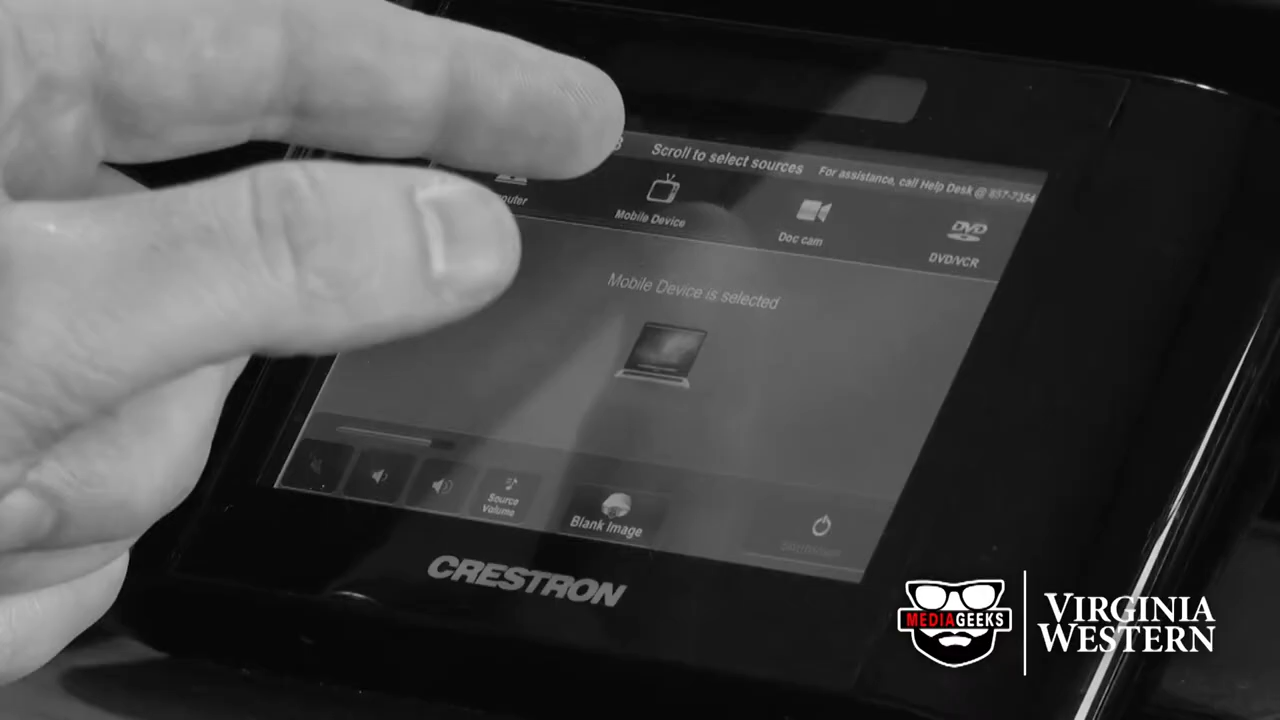 Scroll to select sources
For assistance, call Help Desk @ 857-7354
Mobile Device
Doc cam
DVD
DVD/VCR
Mobile Device is selected
Source
Volume
Blank Image
CRESTRON
MEDIAGEEKS
VIRGINIA
WESTERN